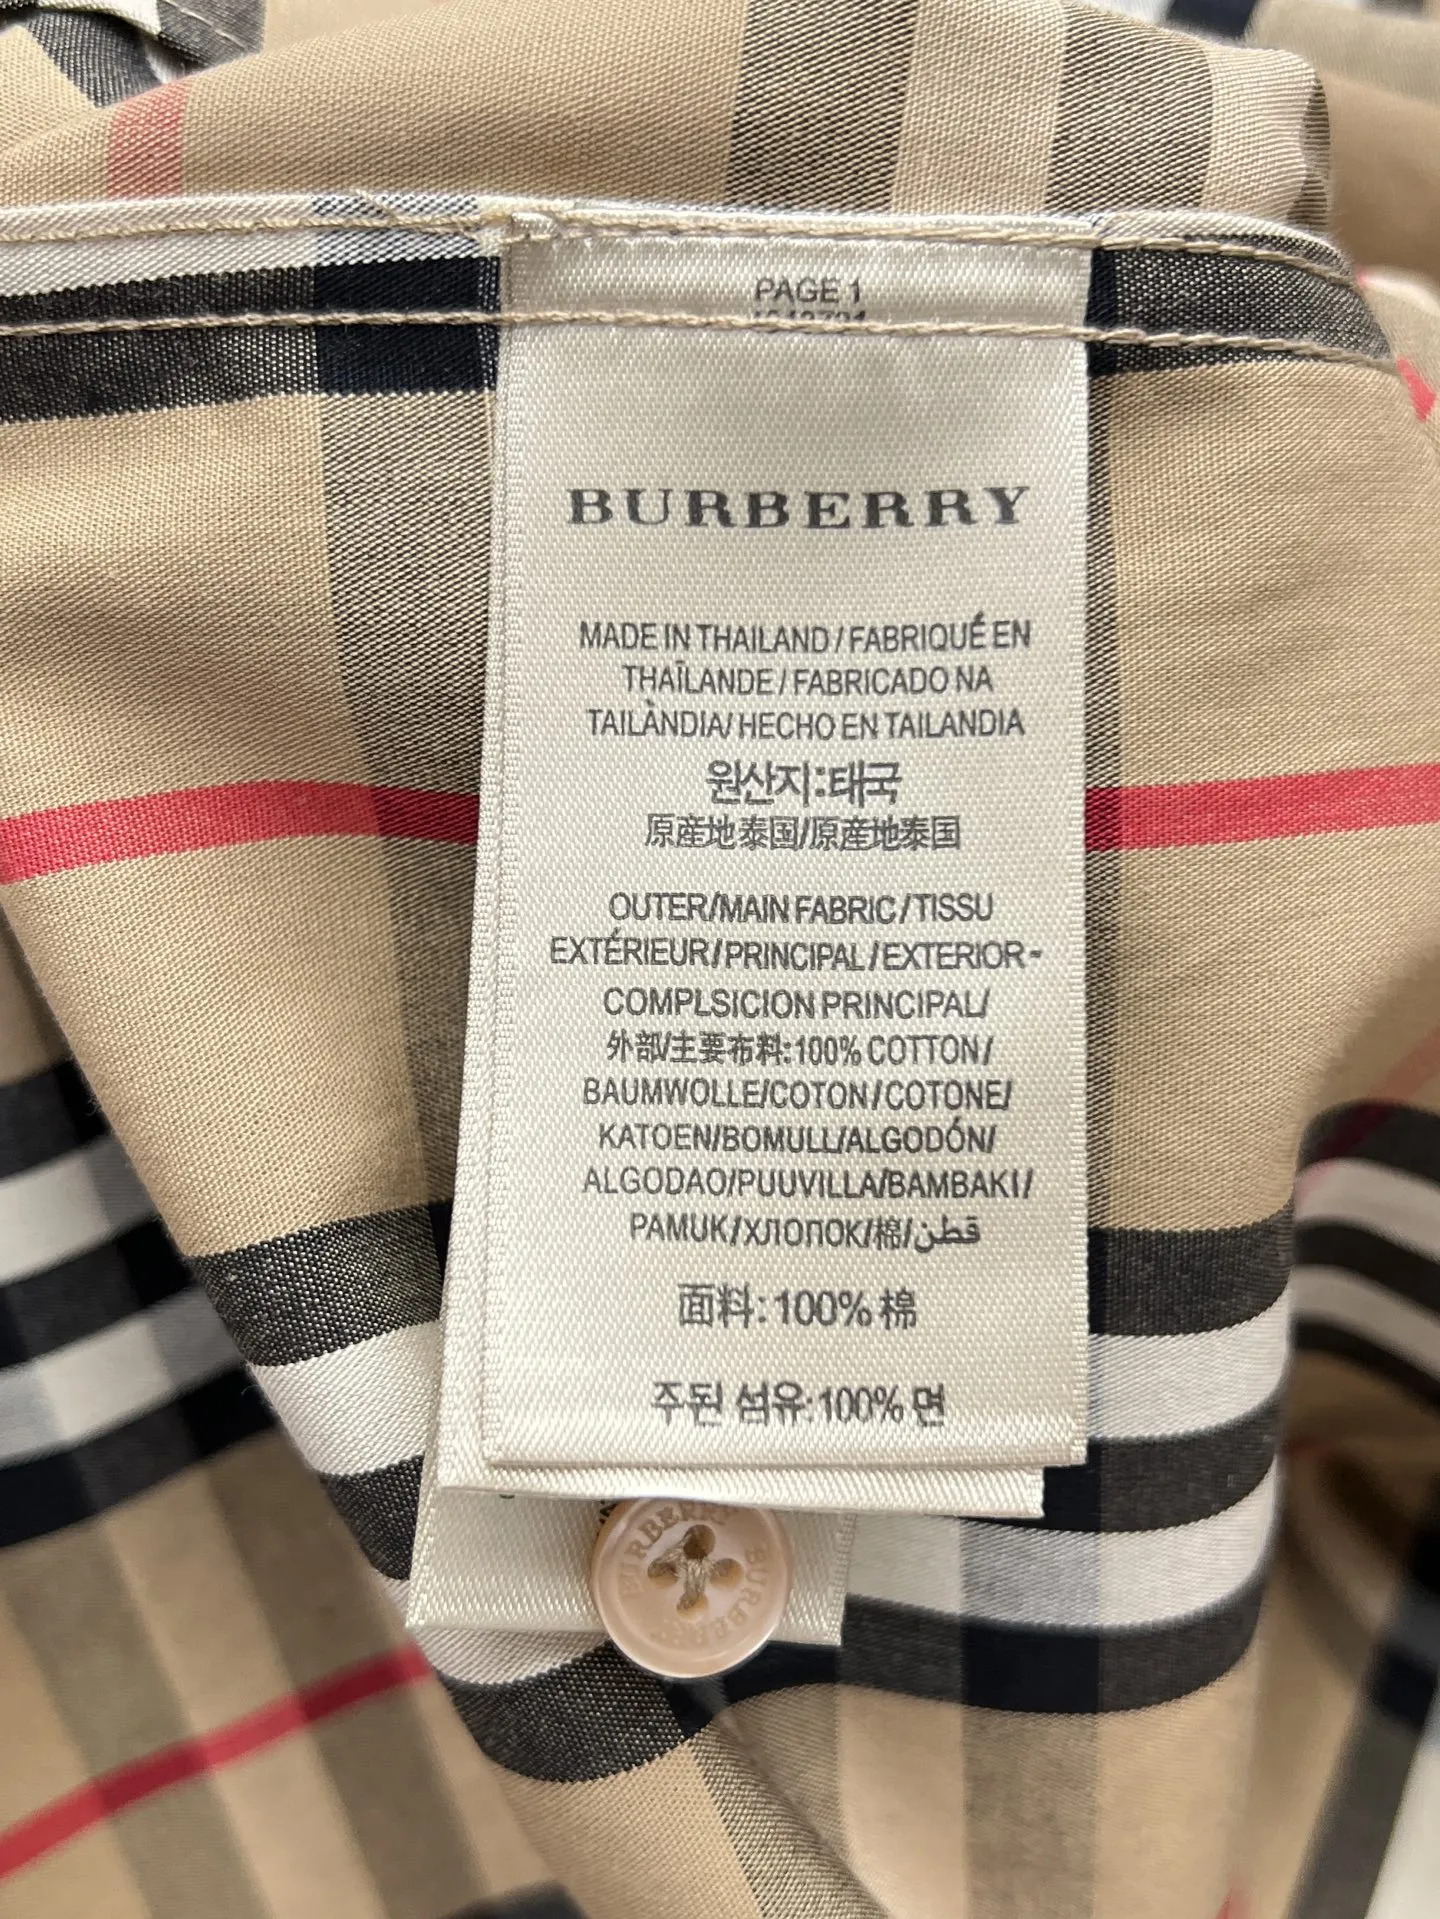 PAGE 1
BURBERRY
MADE IN THAILAND / FABRIQUÉ EN
THAÏLANDE / FABRICADO NA
TAILÀNDIA/ HECHO EN TAILANDIA
원산지:태국
原産地泰国/原産地泰国
OUTER/MAIN FABRIC / TISSU
EXTÉRIEUR/PRINCIPAL/EXTERIOR-
COMPLSICION PRINCIPAL/
外部/主要布料:100% COTTON/
BAUMWOLLE/COTON / COTONE/
KATOEN/BOMULL/ALGODÓN/
ALGODAO/PUUVILLA/BAMBAKI/
PAMUK/ХЛОПОК/棉/قطن
面料: 100% 棉
주된 섬유:100% 면
BURBERRY
BURBERRY